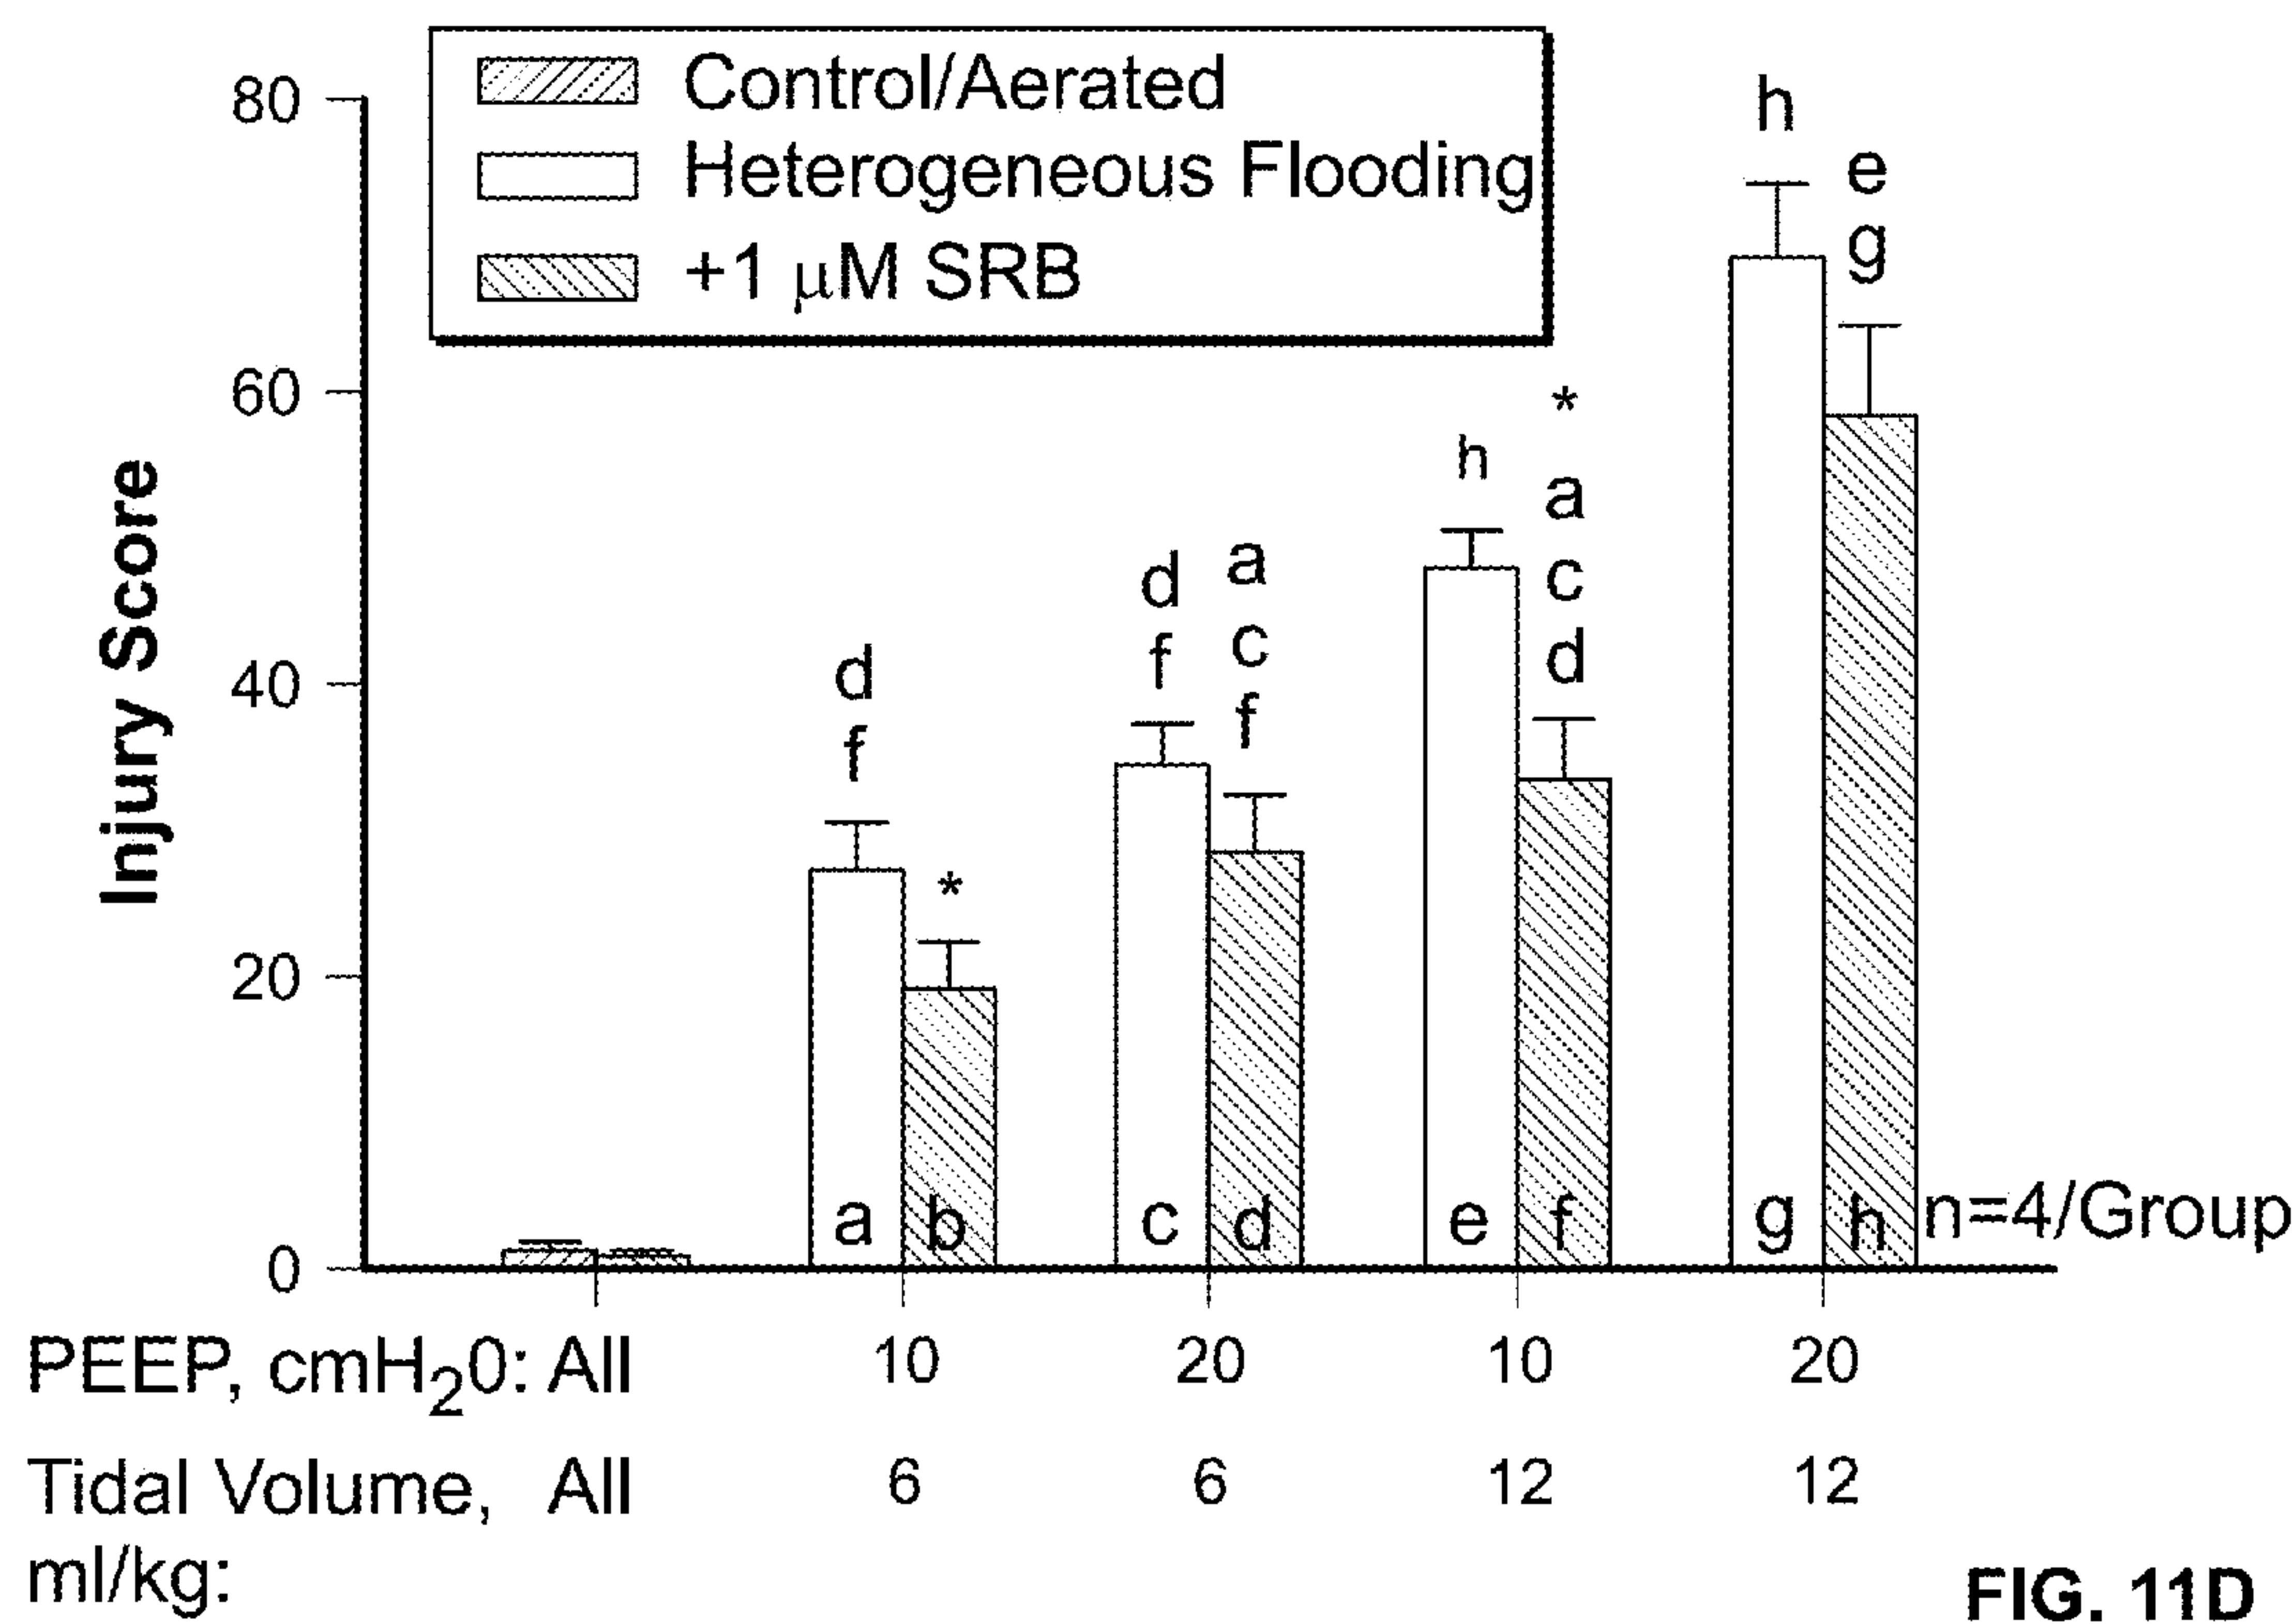 Control/Aerated
Heterogeneous Flooding
+1 μM SRB
80
60
40
20
0
Injury Score
d
f
*
d
f
a
c
f
h
*
a
c
d
h
e
g
a b c d e f g h n=4/Group
PEEP, cmH₂0: All 10 20 10 20
Tidal Volume, All 6 6 12 12
ml/kg:
FIG. 11D